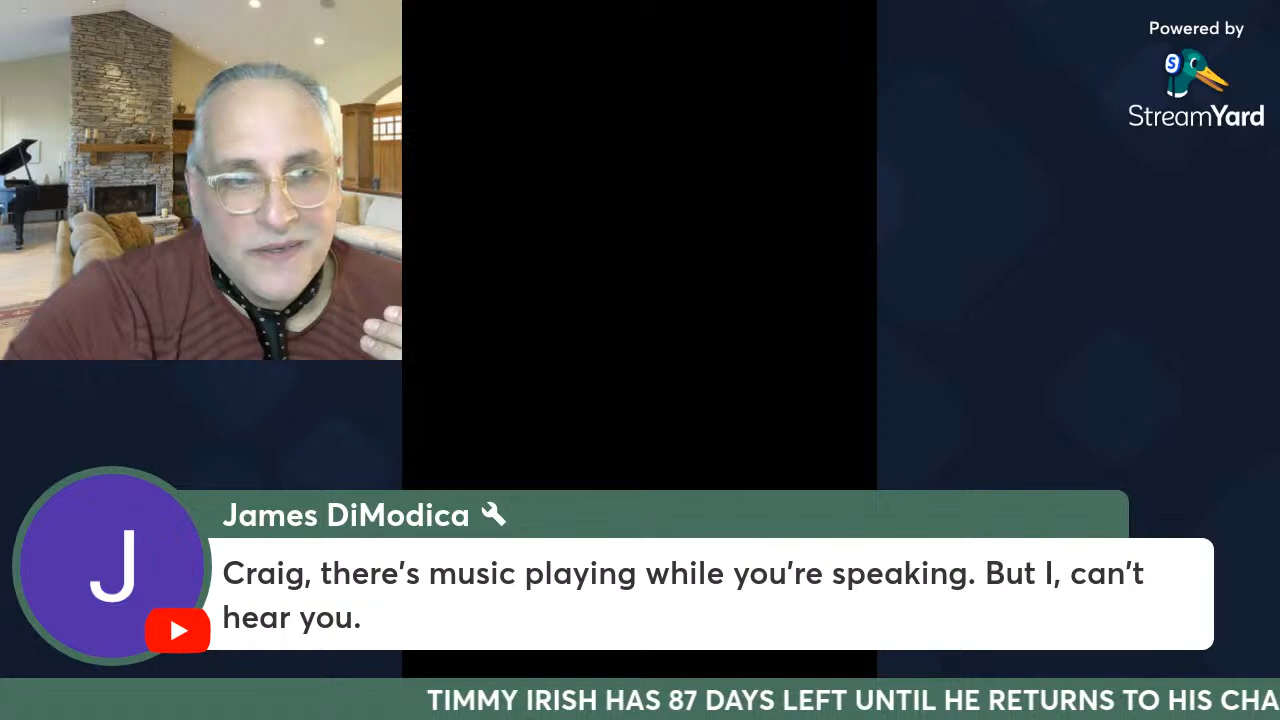 Powered by
S
StreamYard
James DiModica
J
Craig, there's music playing while you're speaking. But I, can't
hear you.
TIMMY IRISH HAS 87 DAYS LEFT UNTIL HE RETURNS TO HIS CHA